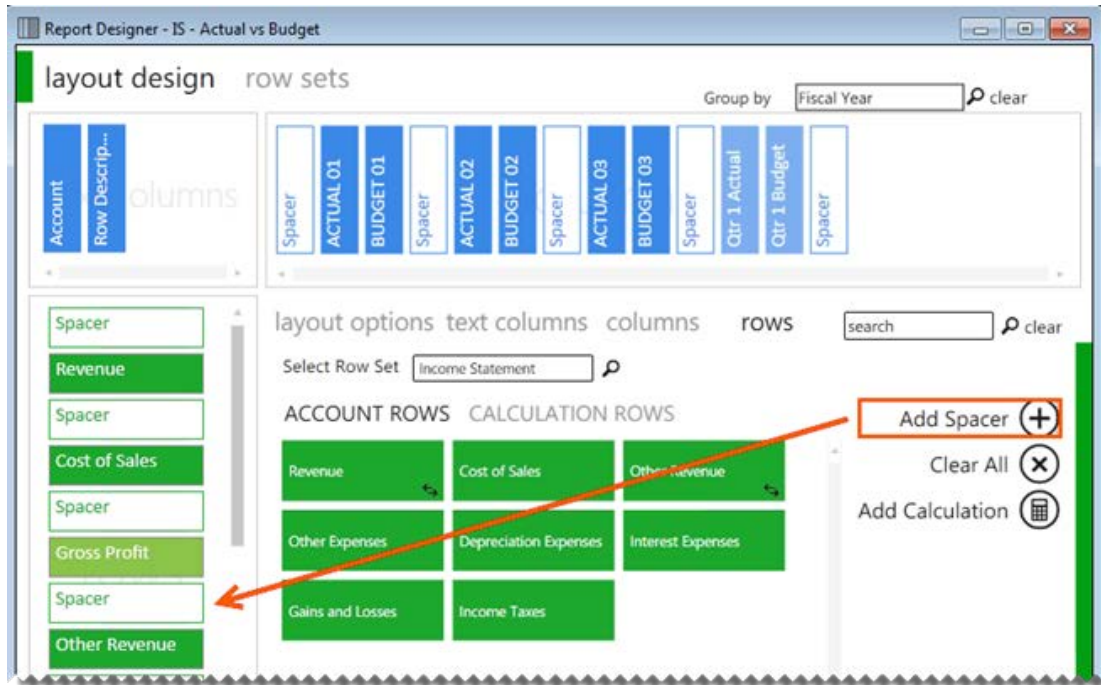 Report Designer - IS - Actual vs Budget
layout design row sets
Group by Fiscal Year clear
Account
Row Descrip...
olumns
Spacer
ACTUAL 01
BUDGET 01
Spacer
ACTUAL 02
BUDGET 02
Spacer
ACTUAL 03
BUDGET 03
Spacer
Qtr 1 Actual
Qtr 1 Budget
Spacer
Spacer
Revenue
Spacer
Cost of Sales
Spacer
Gross Profit
Spacer
Other Revenue
layout options text columns columns rows search clear
Select Row Set Income Statement
ACCOUNT ROWS CALCULATION ROWS
Revenue Cost of Sales Other Revenue
Other Expenses Depreciation Expenses Interest Expenses
Gains and Losses Income Taxes
Add Spacer
Clear All
Add Calculation